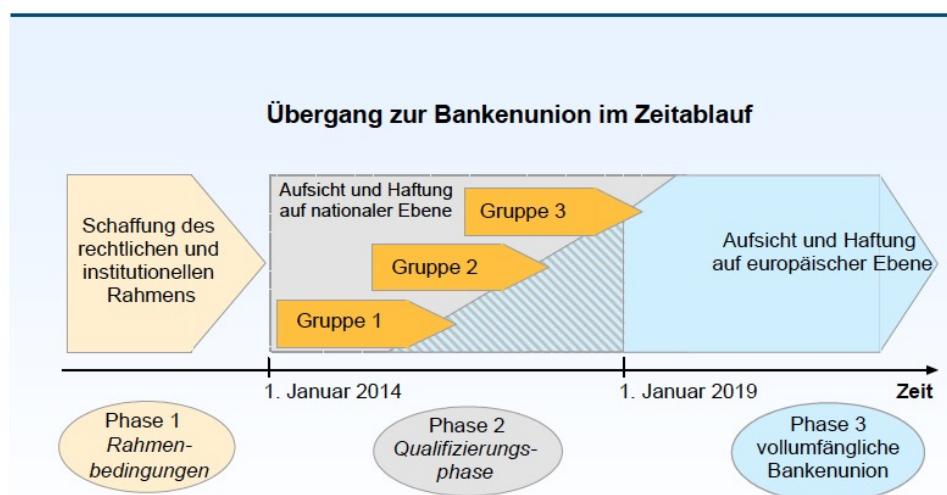 Übergang zur Bankenunion im Zeitablauf
Schaffung des
rechtlichen und
institutionellen
Rahmens
Aufsicht und Haftung
auf nationaler Ebene
Gruppe 3
Gruppe 2
Gruppe 1
Aufsicht und Haftung
auf europäischer Ebene
1. Januar 2014
1. Januar 2019
Zeit
Phase 1
Rahmen-
bedingungen
Phase 2
Qualifizierungs-
phase
Phase 3
vollumfängliche
Bankenunion